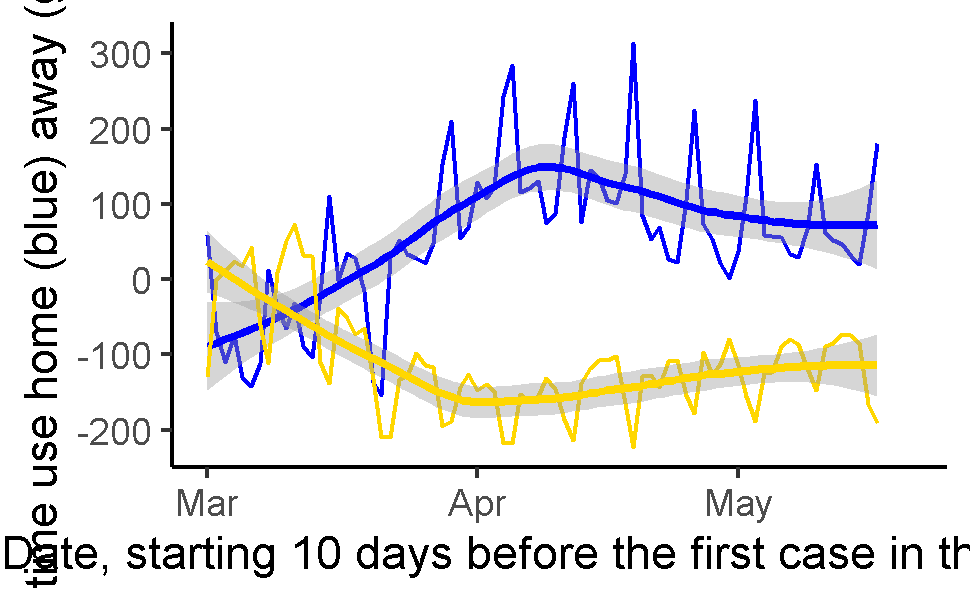 time use home (blue) away (g
300
200
100
0
-100
-200
Mar Apr May
Date, starting 10 days before the first case in th